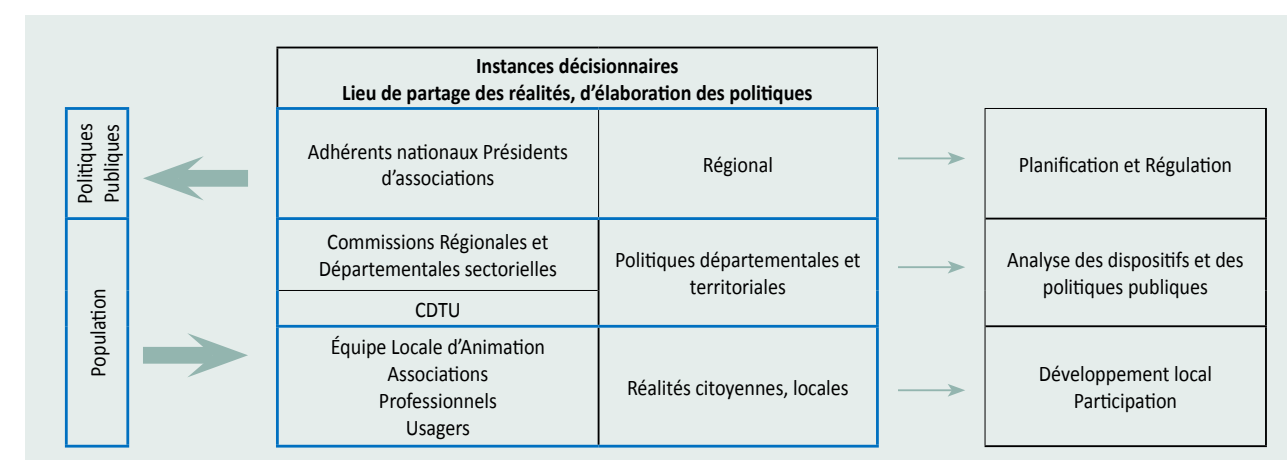 Instances décisionnaires
Lieu de partage des réalités, d'élaboration des politiques
Politiques
Publiques
Adhérents nationaux Présidents
d'associations
Régional
Planification et Régulation
Population
Commissions Régionales et
Départementales sectorielles
CDTU
Politiques départementales et
territoriales
Analyse des dispositifs et des
politiques publiques
Équipe Locale d'Animation
Associations
Professionnels
Usagers
Réalités citoyennes, locales
Développement local
Participation